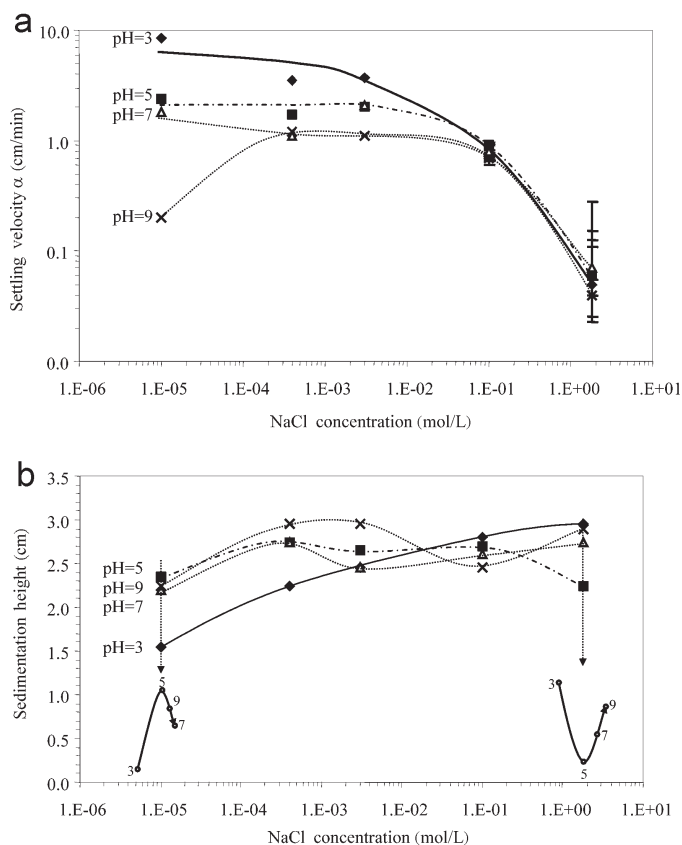 a
10.0
1.0
0.1
0.0
Settling velocity α (cm/min)
pH=3
pH=5
pH=7
pH=9
1.E-06 1.E-05 1.E-04 1.E-03 1.E-02 1.E-01 1.E+00 1.E+01
NaCl concentration (mol/L)
b
3.5
3.0
2.5
2.0
1.5
1.0
0.5
0.0
Sedimentation height (cm)
pH=5
pH=9
pH=7
pH=3
5
9
7
3
3
9
7
5
1.E-06 1.E-05 1.E-04 1.E-03 1.E-02 1.E-01 1.E+00 1.E+01
NaCl concentration (mol/L)